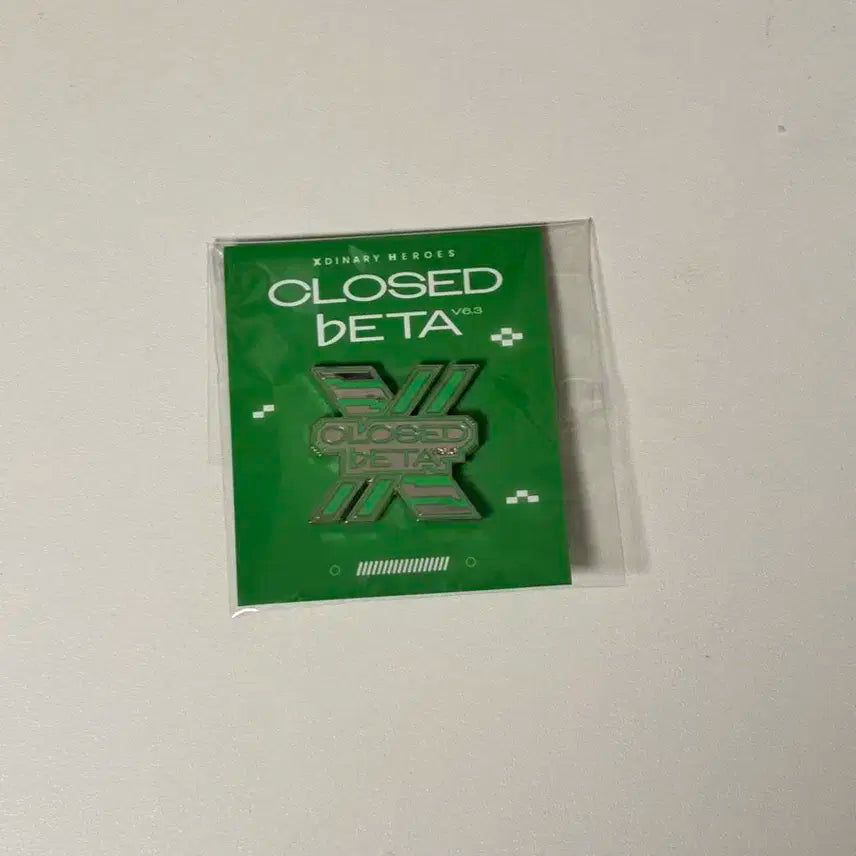 XDINARY HEROES
CLOSED
bETA V6.3
CLOSED
bETA